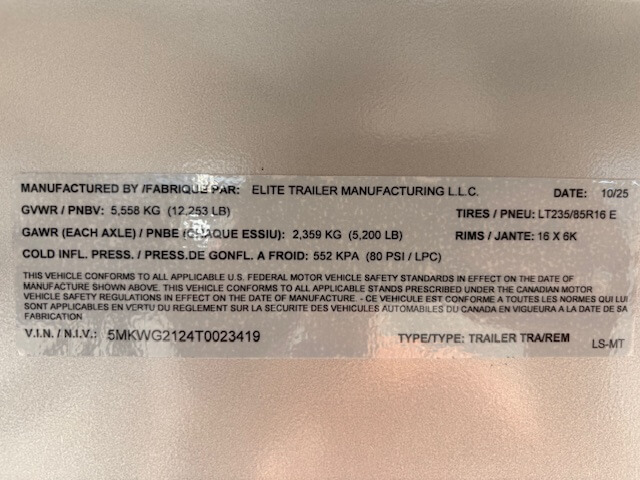 MANUFACTURED BY /FABRIQUE PAR: ELITE TRAILER MANUFACTURING L.L.C. DATE: 10/25
GVWR / PNBV: 5,558 KG (12,253 LB) TIRES / PNEU: LT235/85R16 E
GAWR (EACH AXLE) / PNBE (CHAQUE ESSIU): 2,359 KG (5,200 LB) RIMS / JANTE: 16 X 6K
COLD INFL. PRESS. / PRESS.DE GONFL. A FROID: 552 KPA (80 PSI / LPC)
THIS VEHICLE CONFORMS TO ALL APPLICABLE U.S. FEDERAL MOTOR VEHICLE SAFETY STANDARDS IN EFFECT ON THE DATE OF
MANUFACTURE SHOWN ABOVE. THIS VEHICLE CONFORMS TO ALL APPLICABLE STANDS PRESCRIBED UNDER THE CANADIAN MOTOR
VEHICLE SAFETY REGULATIONS IN EFFECT ON THE DATE OF MANUFACTURE - CE VEHICULE EST CONFORME A TOUTES LES NORMES QUI LUI
SONT APPLICABLES EN VERTU DU REGLEMENT SUR LA SECURITE DES VEHICULES AUTOMOBILES DU CANADA EN VIGUEURA A LA DATE DE SA
FABRICATION
V.I.N. / N.I.V.: 5MKWG2124T0023419 TYPE/TYPE: TRAILER TRA/REM LS-MT